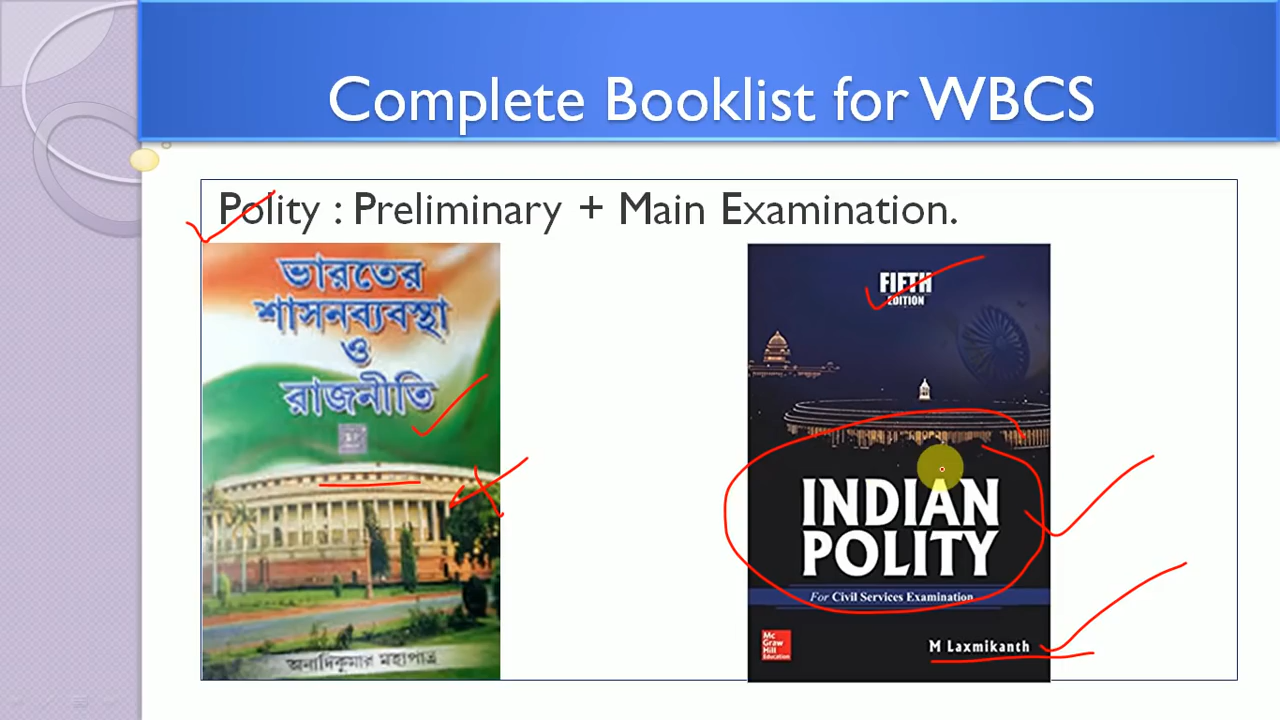 Complete Booklist for WBCS
Polity : Preliminary + Main Examination.
ভারতের
শাসনব্যবস্থা
ও
রাজনীতি
অনাদিকুমার মহাপাত্র
FIFTH
EDITION
INDIAN
POLITY
For Civil Services Examination
Mc
Graw
Hill
Education
M Laxmikanth